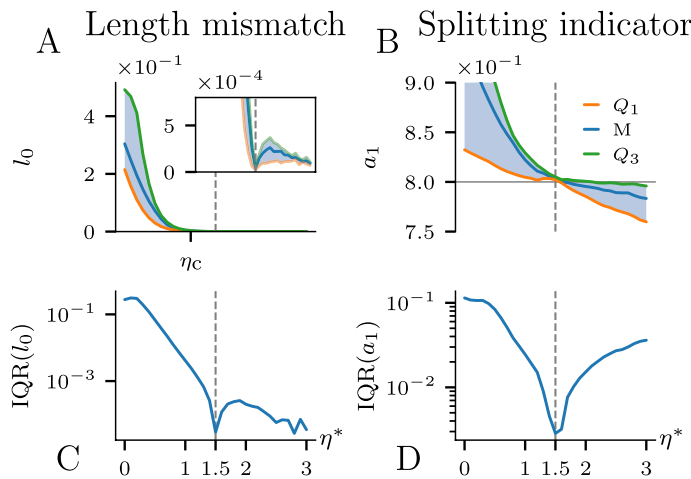 A Length mismatch
B Splitting indicator
×10⁻¹
4
2
0
l₀
η_c
×10⁻⁴
5
0
×10⁻¹
9.0
8.0
7.5
a₁
Q₁
M
Q₃
10⁻¹
10⁻³
IQR(l₀)
η*
C
0 1 1.5 2 3
10⁻¹
10⁻²
IQR(a₁)
η*
D
0 1 1.5 2 3